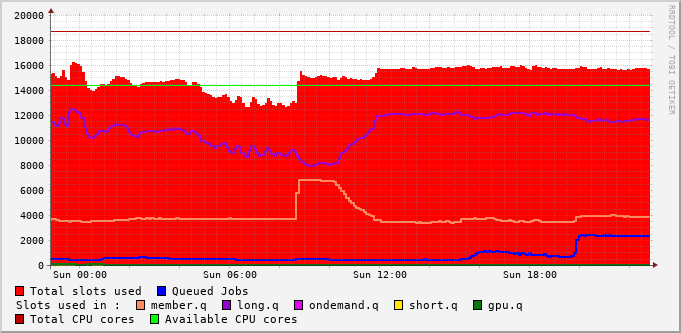 20000
18000
16000
14000
12000
10000
8000
6000
4000
2000
0
Sun 00:00 Sun 06:00 Sun 12:00 Sun 18:00
Total slots used Queued Jobs
Slots used in : member.q long.q ondemand.q short.q gpu.q
Total CPU cores Available CPU cores
RRDTOOL / TOBI OETIKER